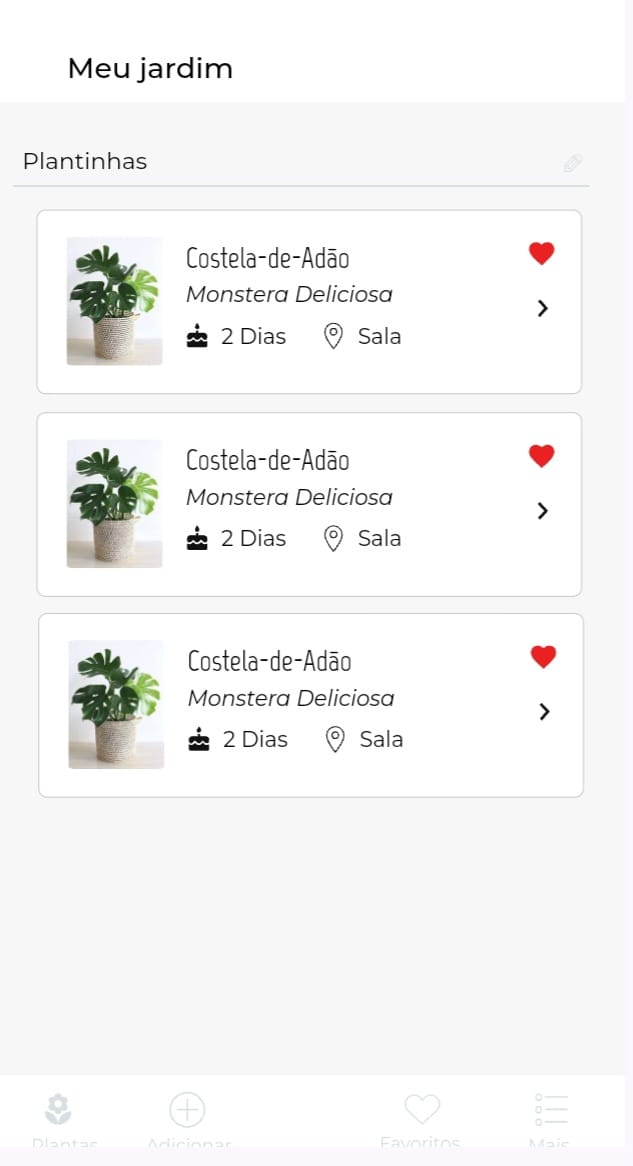 Meu jardim
Plantinhas
Costela-de-Adão
Monstera Deliciosa
2 Dias Sala
Costela-de-Adão
Monstera Deliciosa
2 Dias Sala
Costela-de-Adão
Monstera Deliciosa
2 Dias Sala
Plantas Adicionar Favoritos Mais